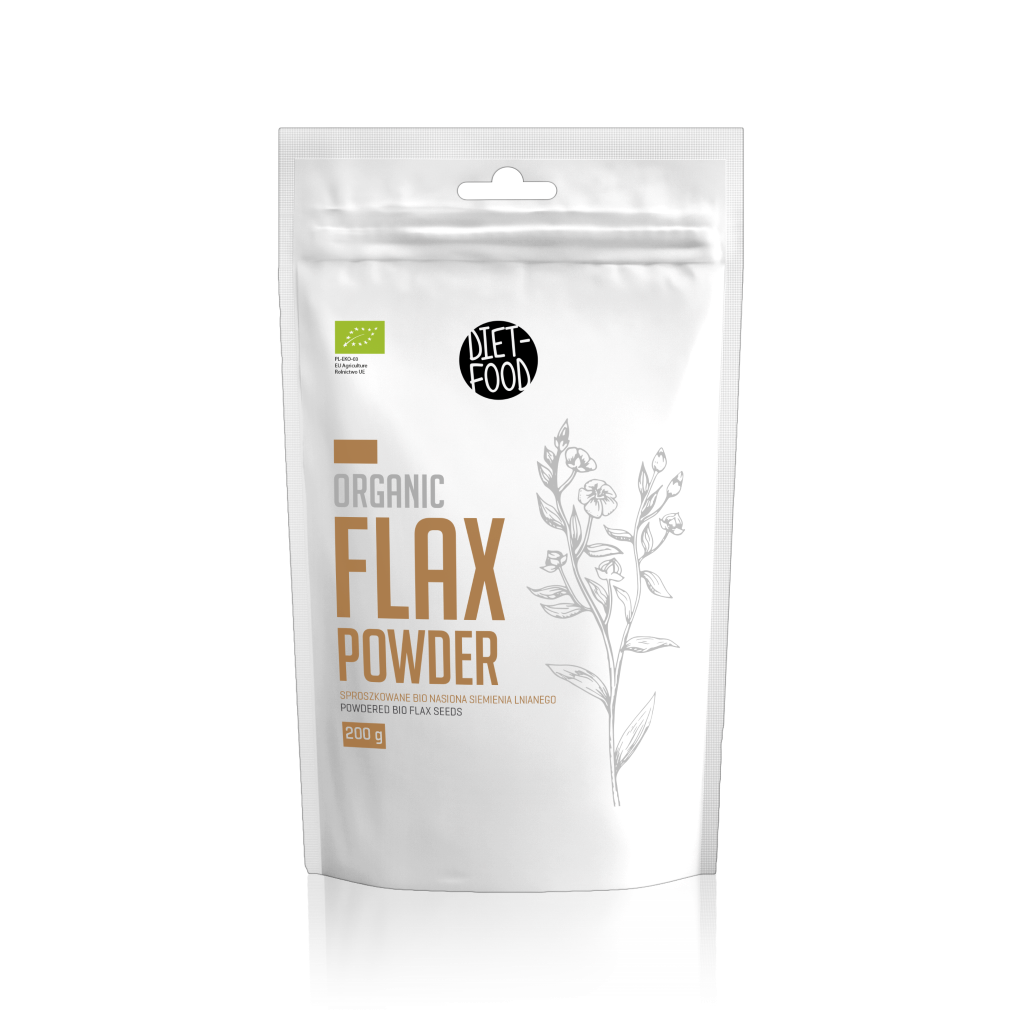 PL-EKO-03
EU Agriculture
Rolnictwo UE
DIET-
FOOD
ORGANIC
FLAX
POWDER
SPROSZKOWANE BIO NASIONA SIEMIENIA LNIANEGO
POWDERED BIO FLAX SEEDS
200 g